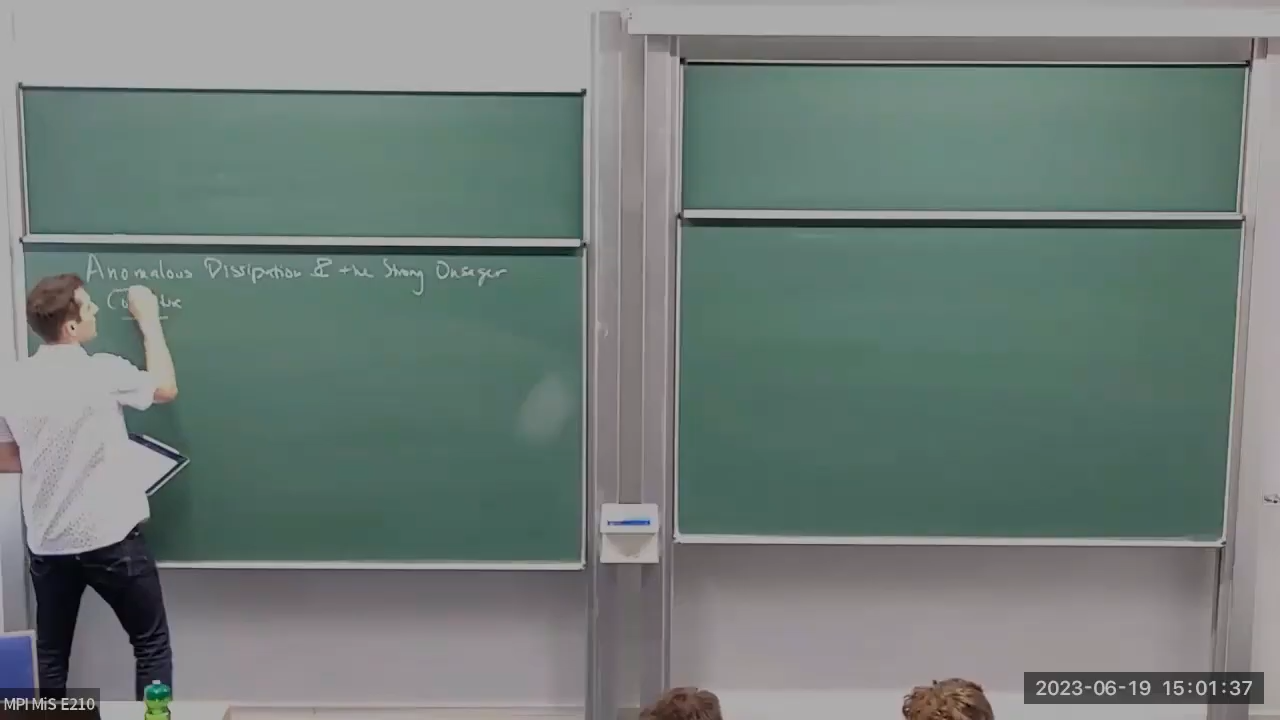 Anomalous Dissipation & the Strong Onsager
MPI MiS E210
2023-06-19 15:01:37